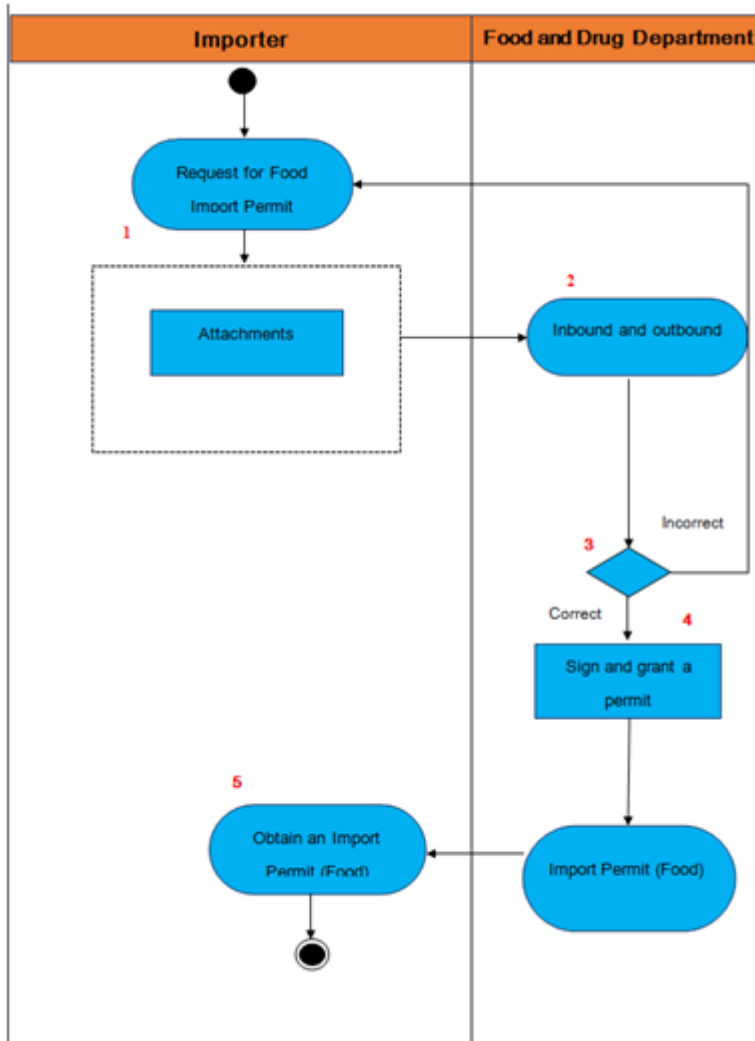 Importer
Food and Drug Department
Request for Food
Import Permit
1
Attachments
2
Inbound and outbound
Incorrect
3
Correct
4
Sign and grant a
permit
5
Obtain an Import
Permit (Food)
Import Permit (Food)